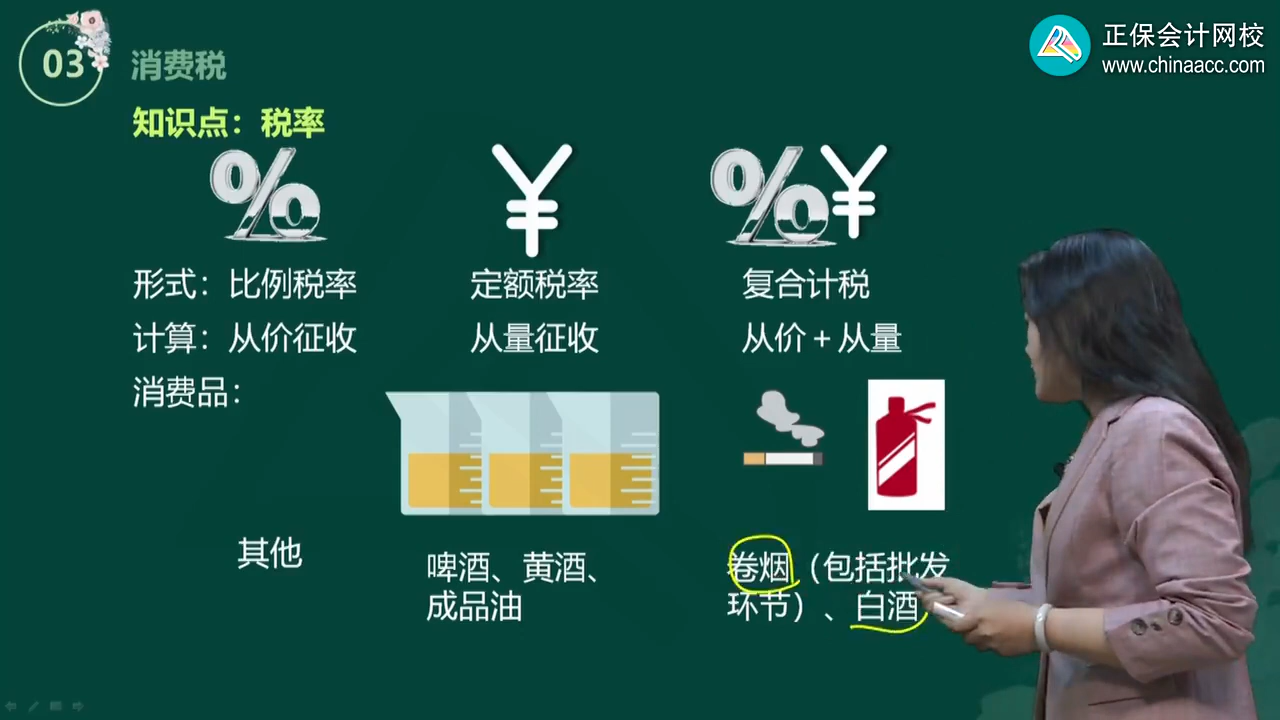 03
消费税
正保会计网校
www.chinaacc.com
知识点：税率
% ¥ %¥
形式：比例税率 定额税率 复合计税
计算：从价征收 从量征收 从价+从量
消费品：
其他
啤酒、黄酒、
成品油
卷烟（包括批发
环节）、白酒